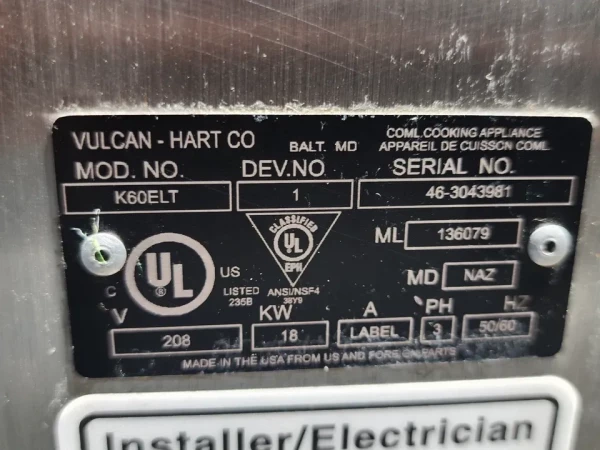 VULCAN - HART CO BALT. MD COML.COOKING APPLIANCE
APPAREIL DE CUISSON COML.
MOD. NO. DEV.NO. SERIAL NO.
K60ELT 1 46-3043981
CLASSIFIED
UL
EPH
ML 136079
C UL ® US
LISTED
235B
ANSI/NSF4
38Y9
MD NAZ
V KW A PH HZ
208 18 LABEL 3 50/60
MADE IN THE USA FROM US AND FOREIGN PARTS
Installer/Electrician